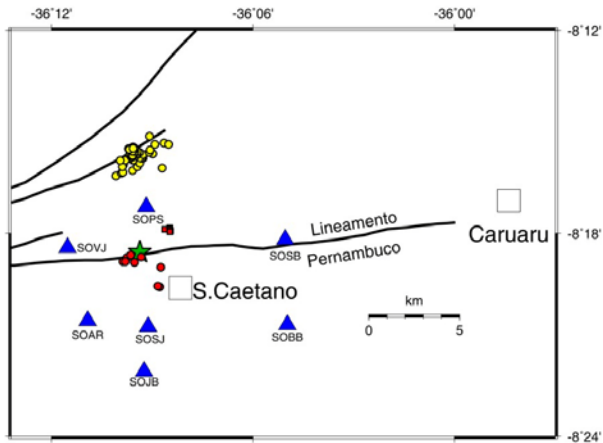 -36˚12'
-36˚06'
-36˚00'
-8˚12'
SOPS
Lineamento
SOVJ
SOSB
Pernambuco
Caruaru
-8˚18'
S.Caetano
km
0
5
SOAR
SOSJ
SOBB
SOJB
-8˚24'